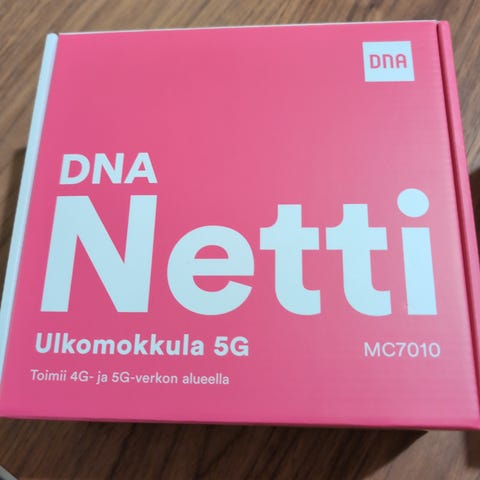 DNA
DNA
Netti
Ulkomokkula 5G
MC7010
Toimii 4G- ja 5G-verkon alueella